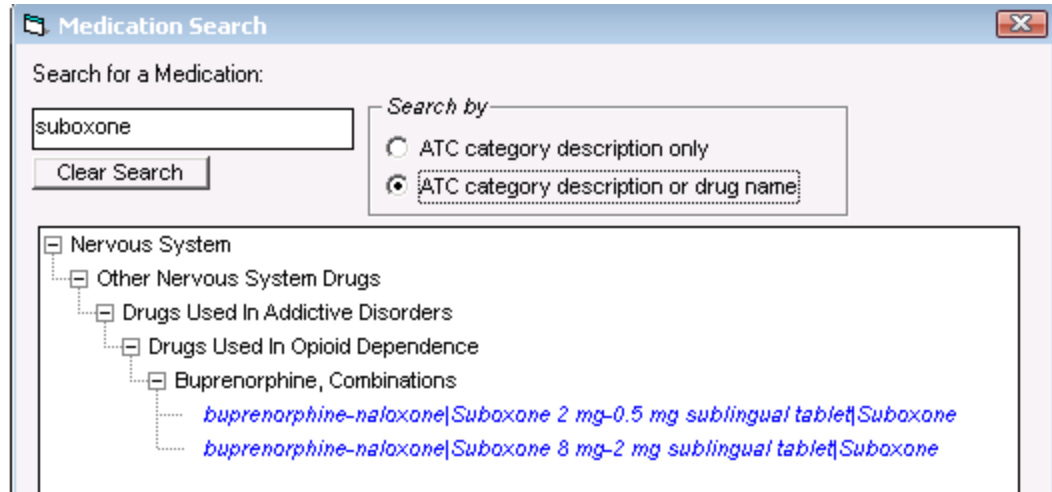 Medication Search
Search for a Medication:
suboxone
Clear Search
Search by
ATC category description only
ATC category description or drug name
Nervous System
Other Nervous System Drugs
Drugs Used In Addictive Disorders
Drugs Used In Opioid Dependence
Buprenorphine, Combinations
buprenorphine-naloxone|Suboxone 2 mg-0.5 mg sublingual tablet|Suboxone
buprenorphine-naloxone|Suboxone 8 mg-2 mg sublingual tablet|Suboxone